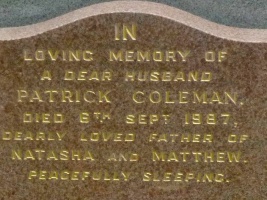 IN
LOVING MEMORY OF
A DEAR HUSBAND
PATRICK COLEMAN.
DIED 6TH SEPT 1987,
DEARLY LOVED FATHER OF
NATASHA AND MATTHEW.
PEACEFULLY SLEEPING.